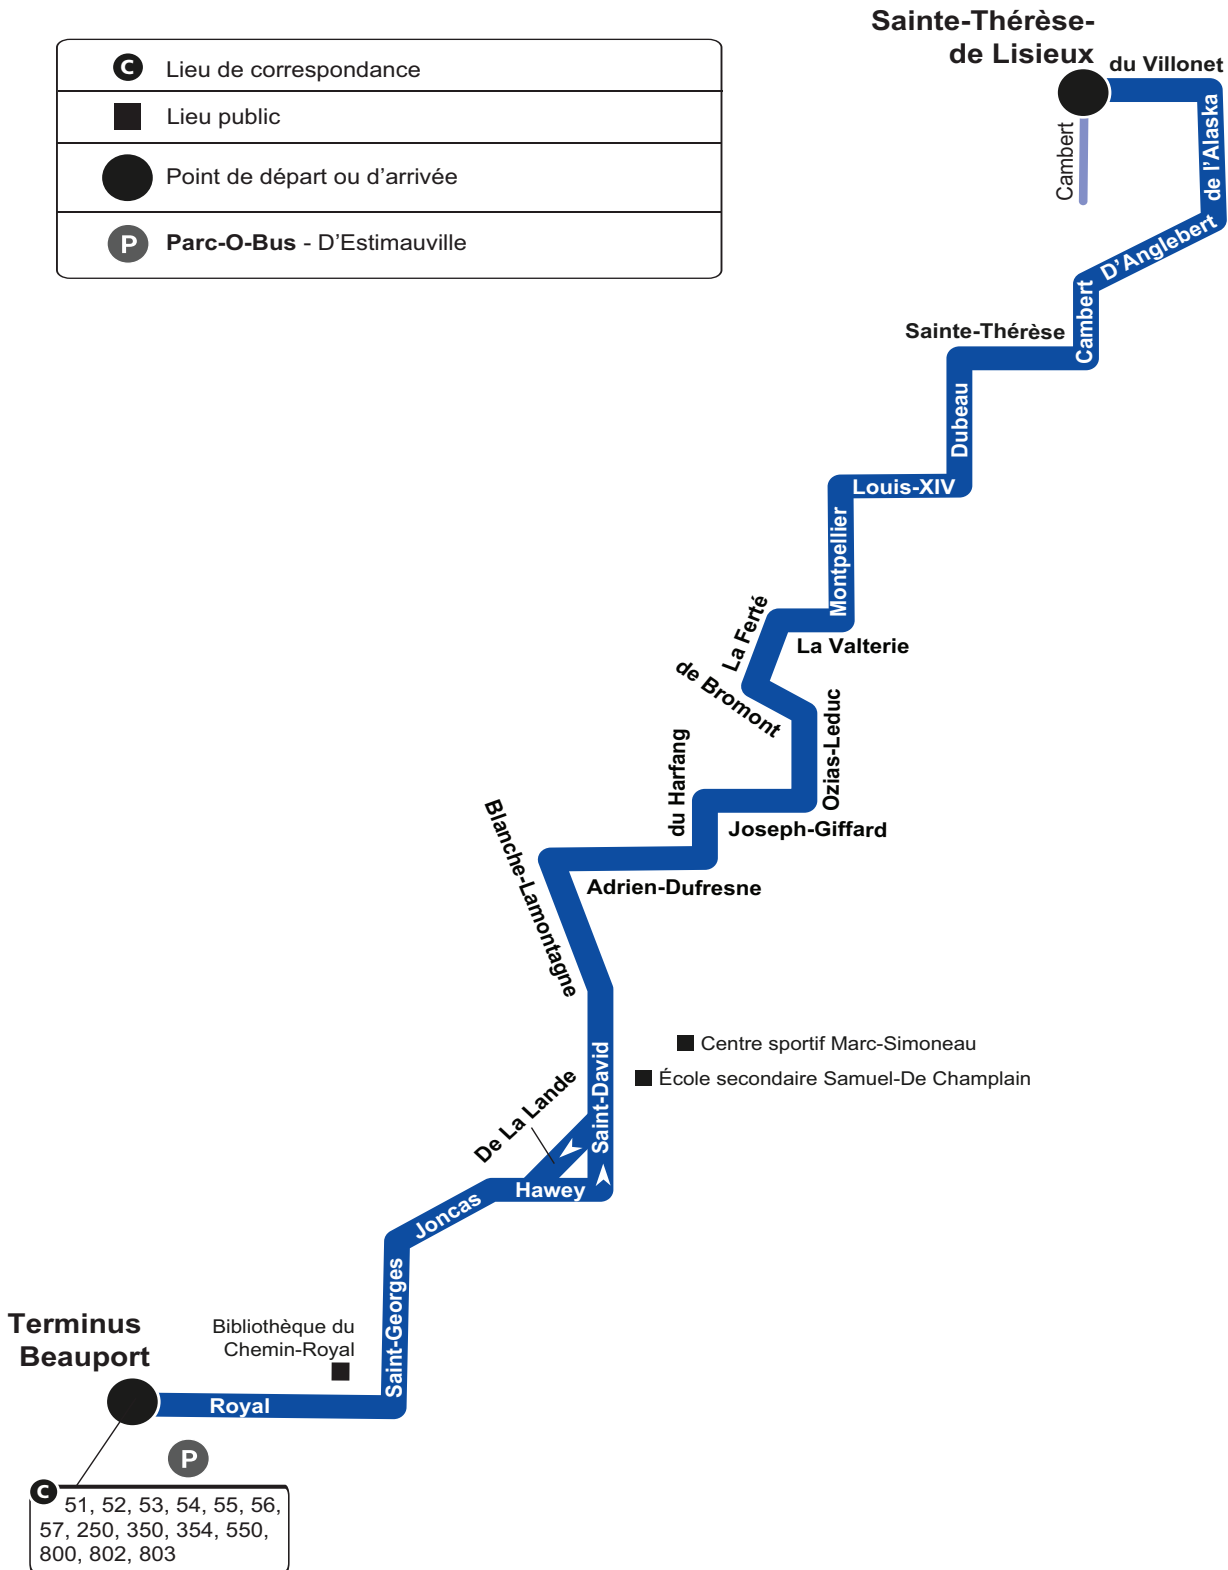 Sainte-Thérèse-
de Lisieux
C Lieu de correspondance
Lieu public
Point de départ ou d'arrivée
P Parc-O-Bus - D'Estimauville
du Villonet
de l'Alaska
Cambert
D'Anglebert
Cambert
Sainte-Thérèse
Dubeau
Louis-XIV
Montpellier
La Valterie
La Ferté
de Bromont
Ozias-Leduc
du Harfang
Joseph-Giffard
Adrien-Dufresne
Blanche-Lamontagne
Centre sportif Marc-Simoneau
École secondaire Samuel-De Champlain
Saint-David
De La Lande
Hawey
Joncas
Saint-Georges
Terminus
Beauport
Bibliothèque du
Chemin-Royal
Royal
P
C
51, 52, 53, 54, 55, 56,
57, 250, 350, 354, 550,
800, 802, 803